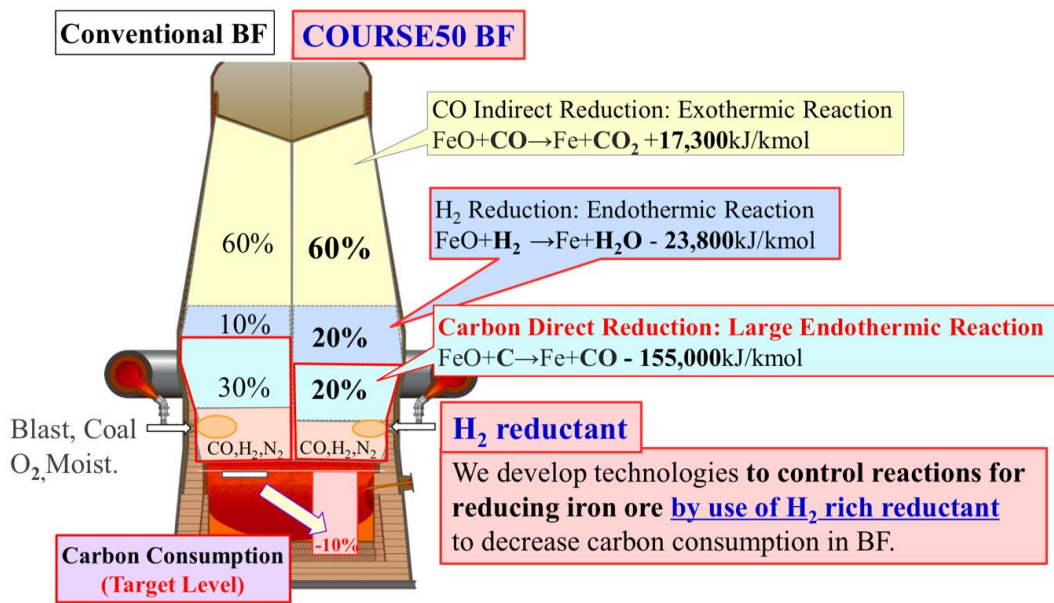 Conventional BF
COURSE50 BF
CO Indirect Reduction: Exothermic Reaction
FeO+CO→Fe+CO₂ +17,300kJ/kmol
H₂ Reduction: Endothermic Reaction
FeO+H₂ →Fe+H₂O - 23,800kJ/kmol
60%
60%
10%
20%
Carbon Direct Reduction: Large Endothermic Reaction
FeO+C→Fe+CO - 155,000kJ/kmol
30%
20%
Blast, Coal
O₂,Moist.
CO,H₂,N₂
CO,H₂,N₂
H₂ reductant
We develop technologies to control reactions for
reducing iron ore by use of H₂ rich reductant
to decrease carbon consumption in BF.
-10%
Carbon Consumption
(Target Level)